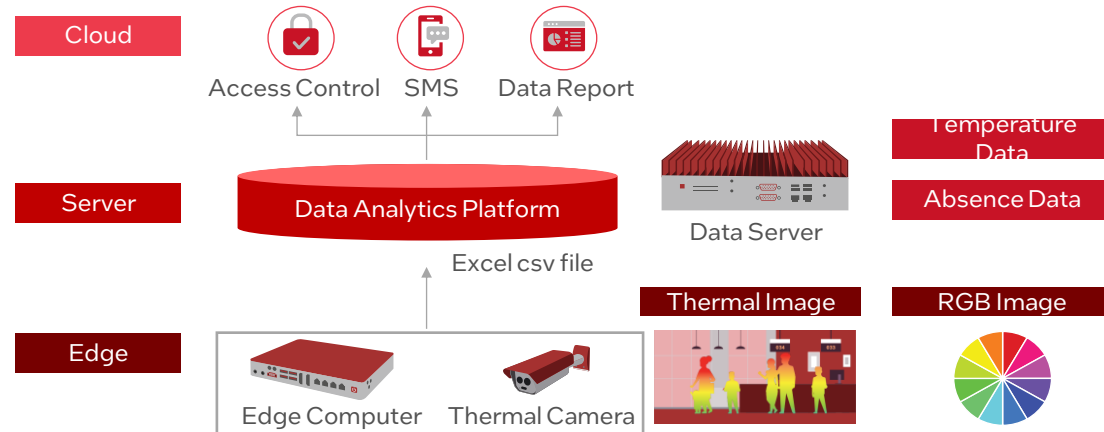 Cloud
Access Control
SMS
Data Report
Temperature
Data
Server
Data Analytics Platform
Absence Data
Data Server
Excel csv file
Thermal Image
RGB Image
Edge
Edge Computer
Thermal Camera